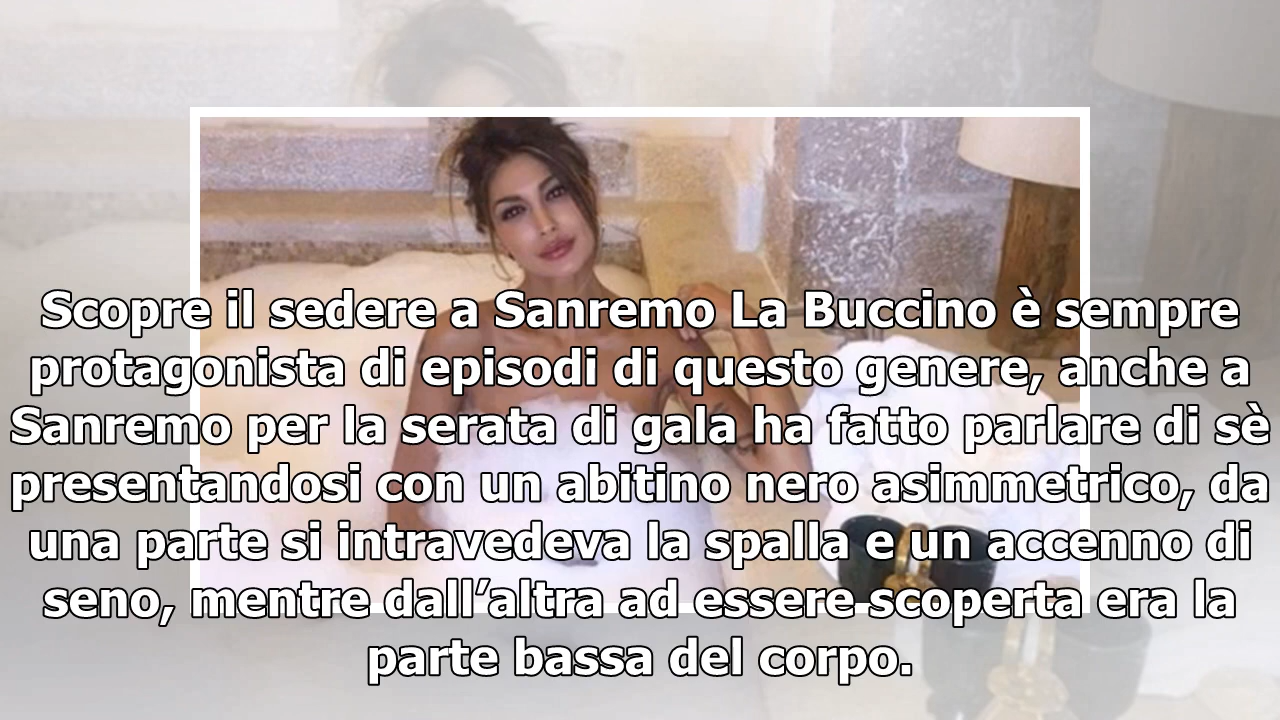 Scopre il sedere a Sanremo La Buccino è sempre
protagonista di episodi di questo genere, anche a
Sanremo per la serata di gala ha fatto parlare di sè
presentandosi con un abitino nero asimmetrico, da
una parte si intravedeva la spalla e un accenno di
seno, mentre dall’altra ad essere scoperta era la
parte bassa del corpo.